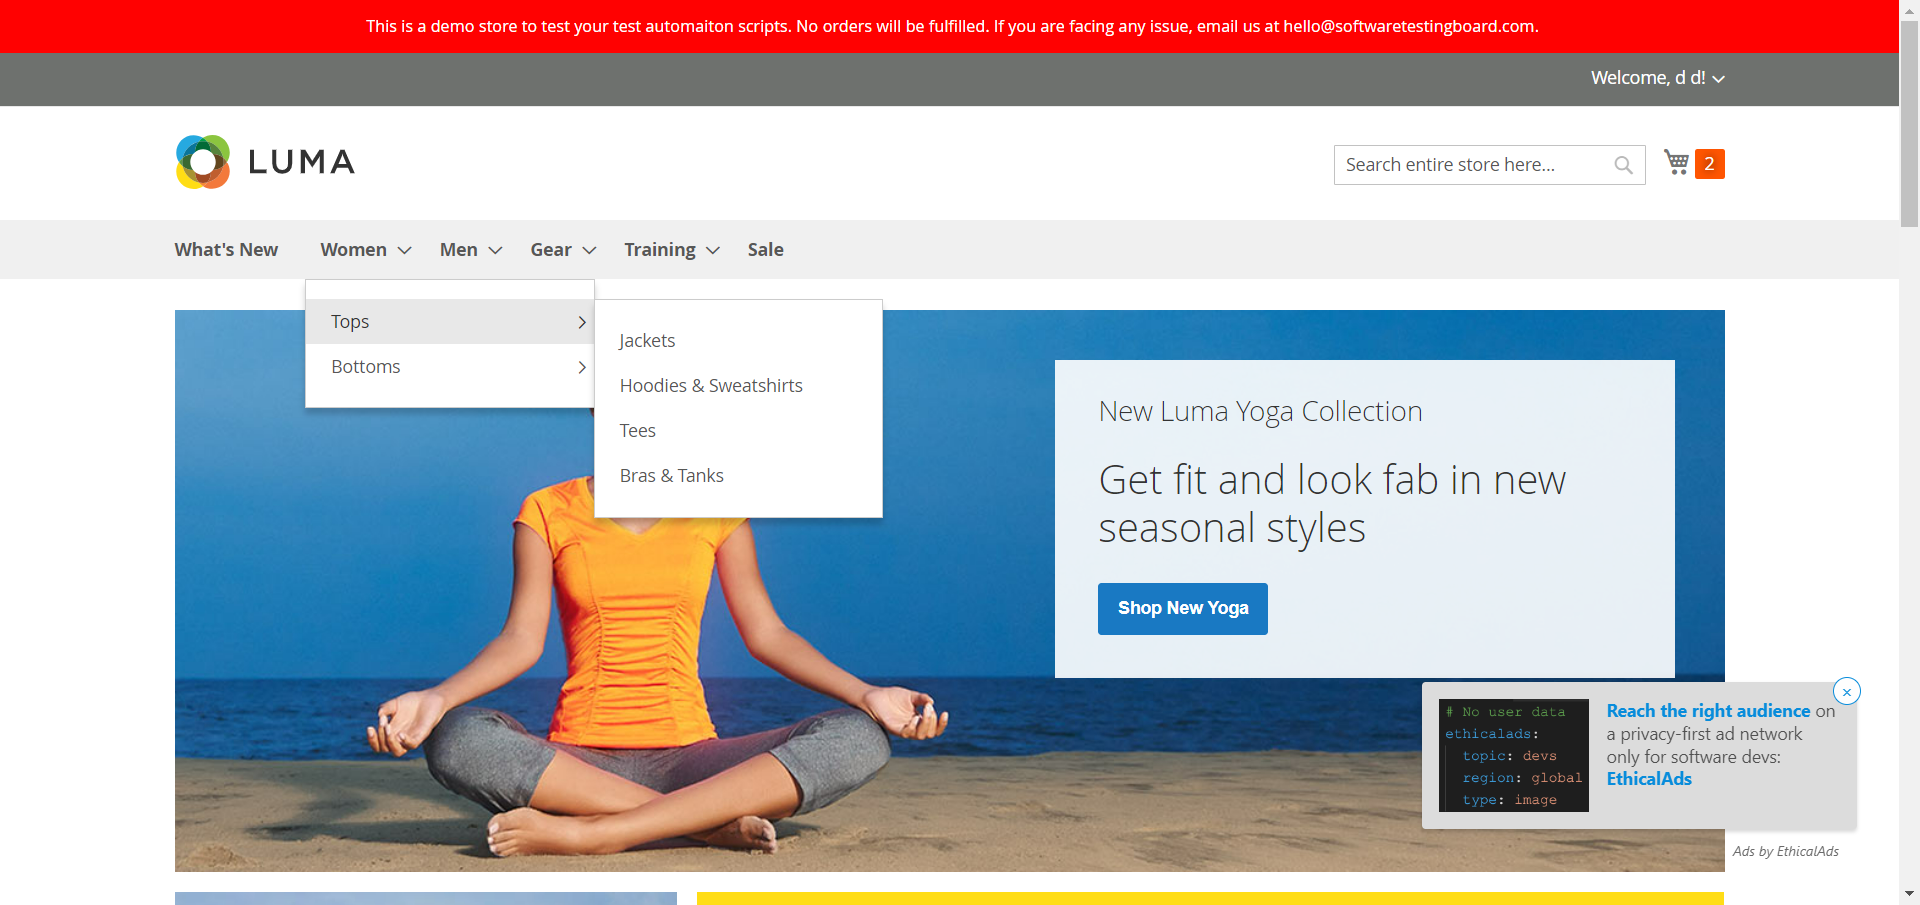 This is a demo store to test your test automaiton scripts. No orders will be fulfilled. If you are facing any issue, email us at hello@softwaretestingboard.com.
Welcome, d d!
LUMA
Search entire store here...
2
What's New
Women
Men
Gear
Training
Sale
Tops
Bottoms
Jackets
Hoodies & Sweatshirts
Tees
Bras & Tanks
New Luma Yoga Collection
Get fit and look fab in new
seasonal styles
Shop New Yoga
# No user data
ethicalads:
topic: devs
region: global
type: image
Reach the right audience on
a privacy-first ad network
only for software devs:
EthicalAds
Ads by EthicalAds